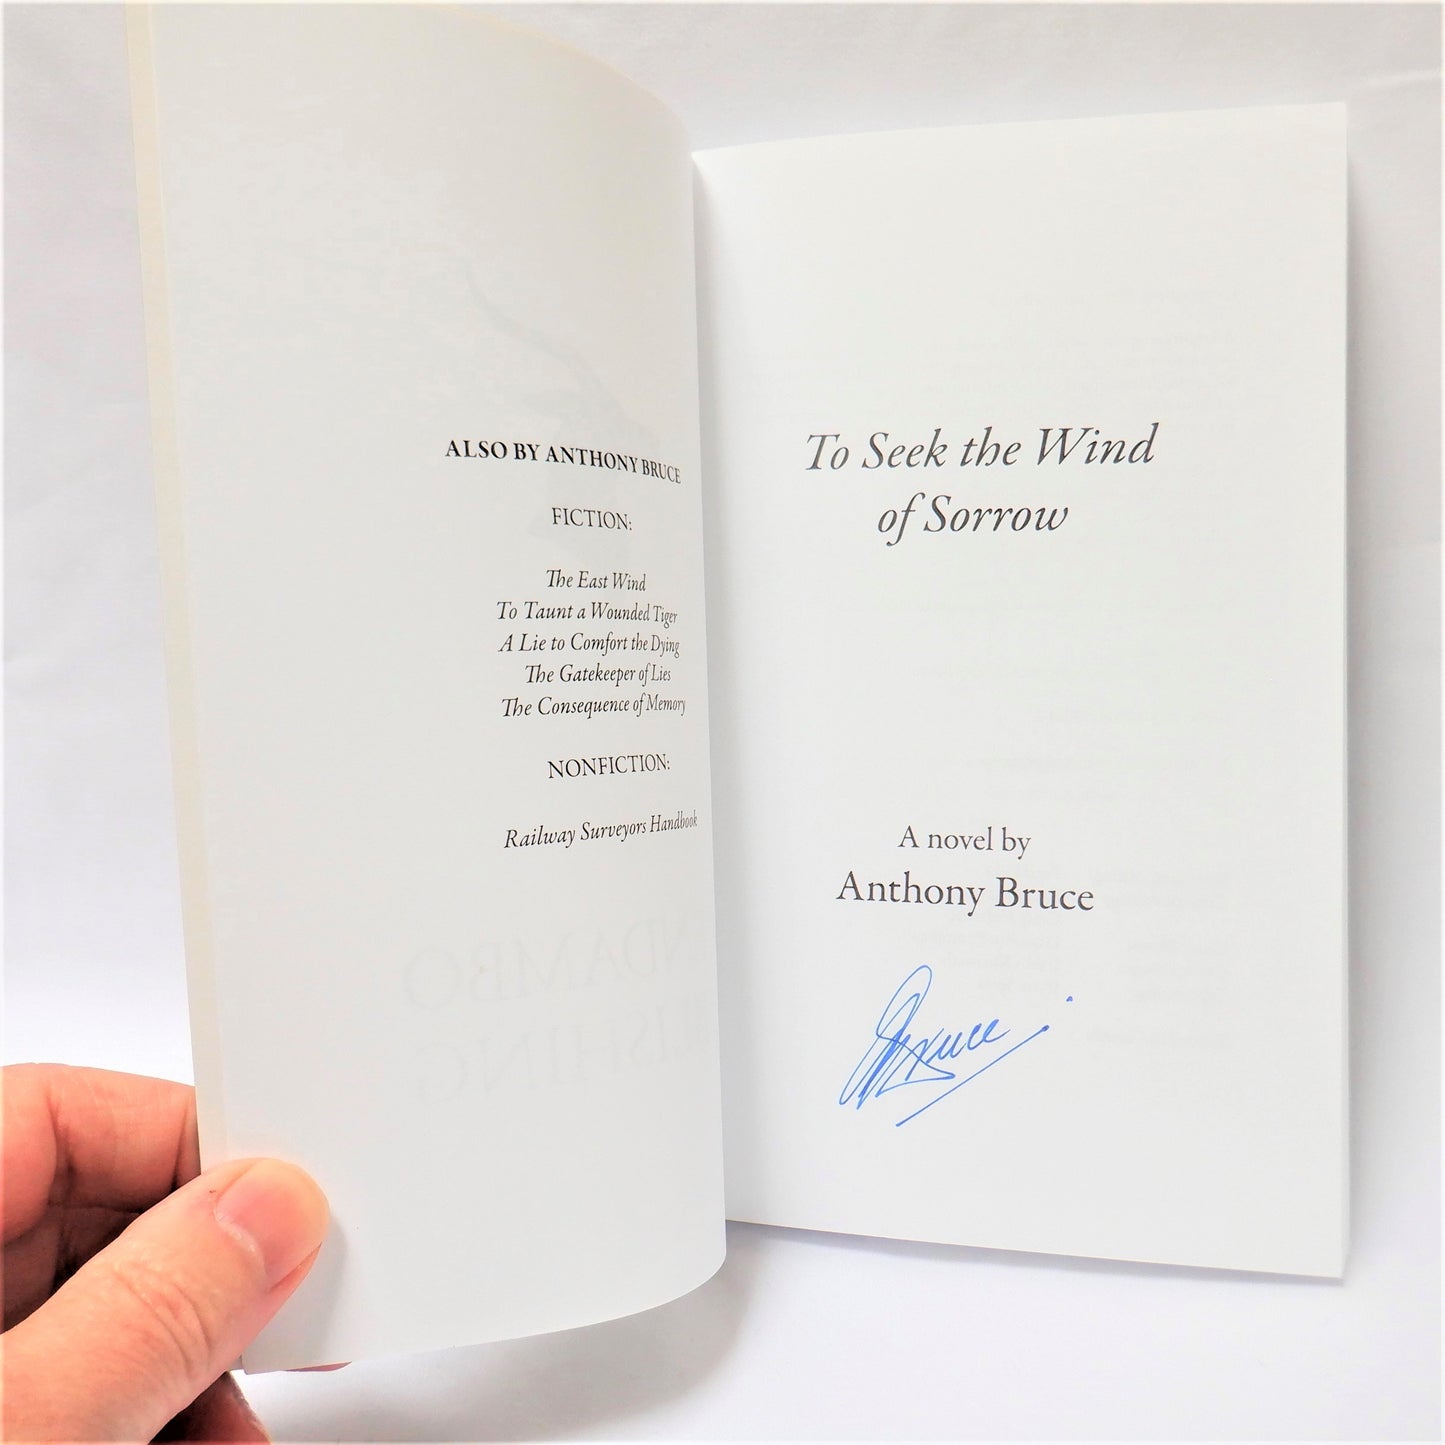 ALSO BY ANTHONY BRUCE
FICTION:
The East Wind
To Taunt a Wounded Tiger
A Lie to Comfort the Dying
The Gatekeeper of Lies
The Consequence of Memory
NONFICTION:
Railway Surveyors Handbook
To Seek the Wind
of Sorrow
A novel by
Anthony Bruce
ABruce